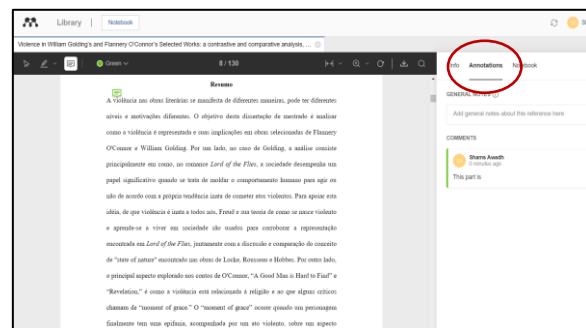 Library
Notebook
Violence in William Golding's and Flannery O'Connor's Selected Works: a contrastive and comparative analysis, ...
Green
8 / 130
Info
Annotations
Notebook
GENERAL NOTES
Add general notes about this reference here
COMMENTS
Shams Awadh
0 minutes ago
This part is
Resumo
A violência nas obras literárias se manifesta de diferentes maneiras, pode ter diferentes
níveis e motivações diferentes. O objetivo desta dissertação de mestrado é analisar
como a violência é representada e suas implicações em obras selecionadas de Flannery
O'Connor e William Golding. Por um lado, no caso de Golding, a análise consiste
principalmente em como, no romance Lord of the Flies, a sociedade desempenha um
papel significativo quando se trata de moldar o comportamento humano para agir ou
não de acordo com a própria tendência inata de cometer atos violentos. Para apoiar esta
idéia, de que violência é inata a todos nós, Freud e sua teoria de como se nasce violento
e aprende-se a viver em sociedade são usados para corroborar a representação
encontrada em Lord of the Flies, juntamente com a discussão e comparação do conceito
de "state of nature" encontrado nas obras de Locke, Rousseau e Hobbes. Por outro lado,
o principal aspecto explorado nos contos de O'Connor, "A Good Man is Hard to Find" e
"Revelation," é como a violência está relacionada à religião e ao que alguns críticos
chamam de "moment of grace." O "moment of grace" ocorre quando um personagem
finalmente tem uma epifania, acompanhada por um ato violento, sobre um aspecto